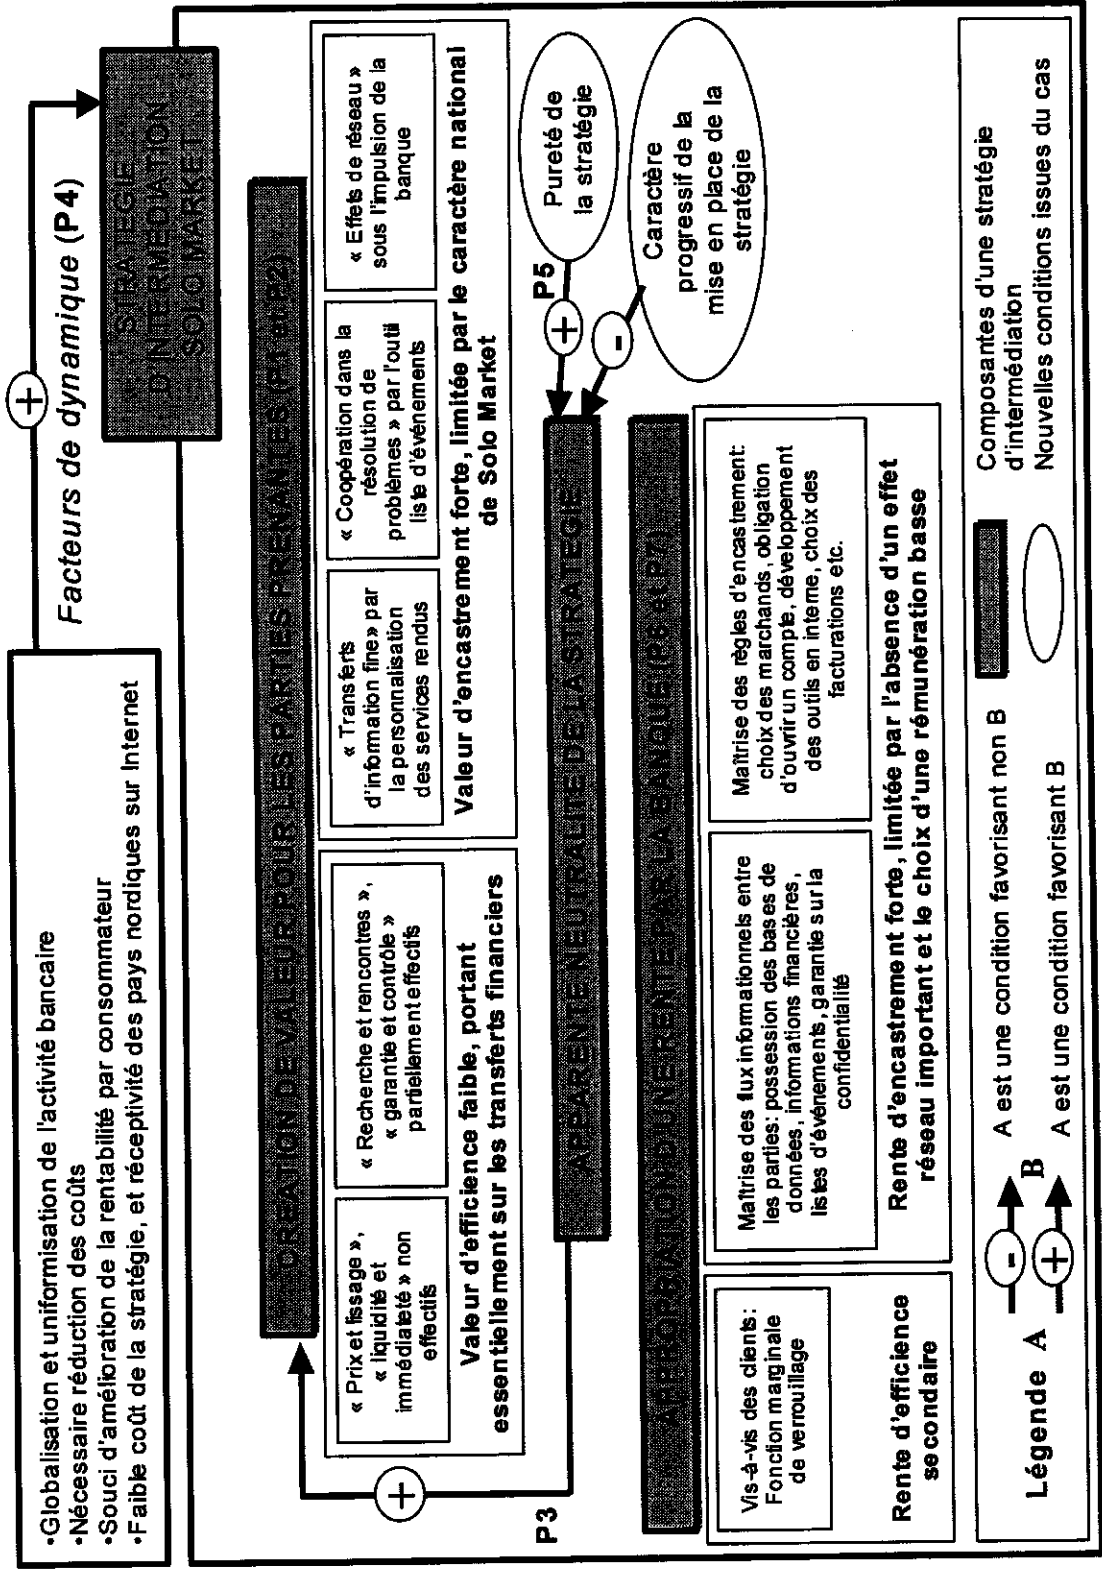 •Globalisation et uniformisation de l'activité bancaire
•Nécessaire réduction des coûts
•Souci d'amélioration de la rentabilité par consommateur
•Faible coût de la stratégie, et réceptivité des pays nordiques sur Internet
+
Facteurs de dynamique (P4)
STRATEGIE
D'INTERMEDIATION
SOLO MARKET
CREATION DE VALEUR POUR LES PARTIES PRENANTES (P1 et P2)
« Prix et lissage »,
« liquidité et
immédiateté » non
effectifs
« Recherche et rencontres »,
« garantie et contrôle »
partiellement effectifs
Valeur d'efficience faible, portant
essentiellement sur les transferts financiers
« Transferts
d'information fine» par
la personnalisation
des services rendus
« Coopération dans la
résolution de
problèmes » par l'outil
liste d'événements
« Effets de réseau »
sous l'impulsion de la
banque
Valeur d'encastrement forte, limitée par le caractère national
de Solo Market
+
P3
APPARENTE NEUTRALITE DE LA STRATEGIE
P5
+
-
Pureté de
la stratégie
Caractère
progressif de la
mise en place de la
stratégie
APPROPRIATION D'UNE RENTE PAR LA BANQUE (P6 et P7)
Vis-à-vis des clients:
Fonction marginale
de verrouillage
Rente d'efficience
secondaire
Maîtrise des flux informationnels entre
les parties: possession des bases de
données, informations financières,
listes d'événements, garantie sur la
confidentialité
Maîtrise des règles d'encastrement:
choix des marchands, obligation
d'ouvrir un compte, développement
des outils en interne, choix des
facturations etc.
Rente d'encastrement forte, limitée par l'absence d'un effet
réseau important et le choix d'une rémunération basse
Légende
A
-
+
B
A est une condition favorisant non B
A est une condition favorisant B
Composantes d'une stratégie
d'intermédiation
Nouvelles conditions issues du cas